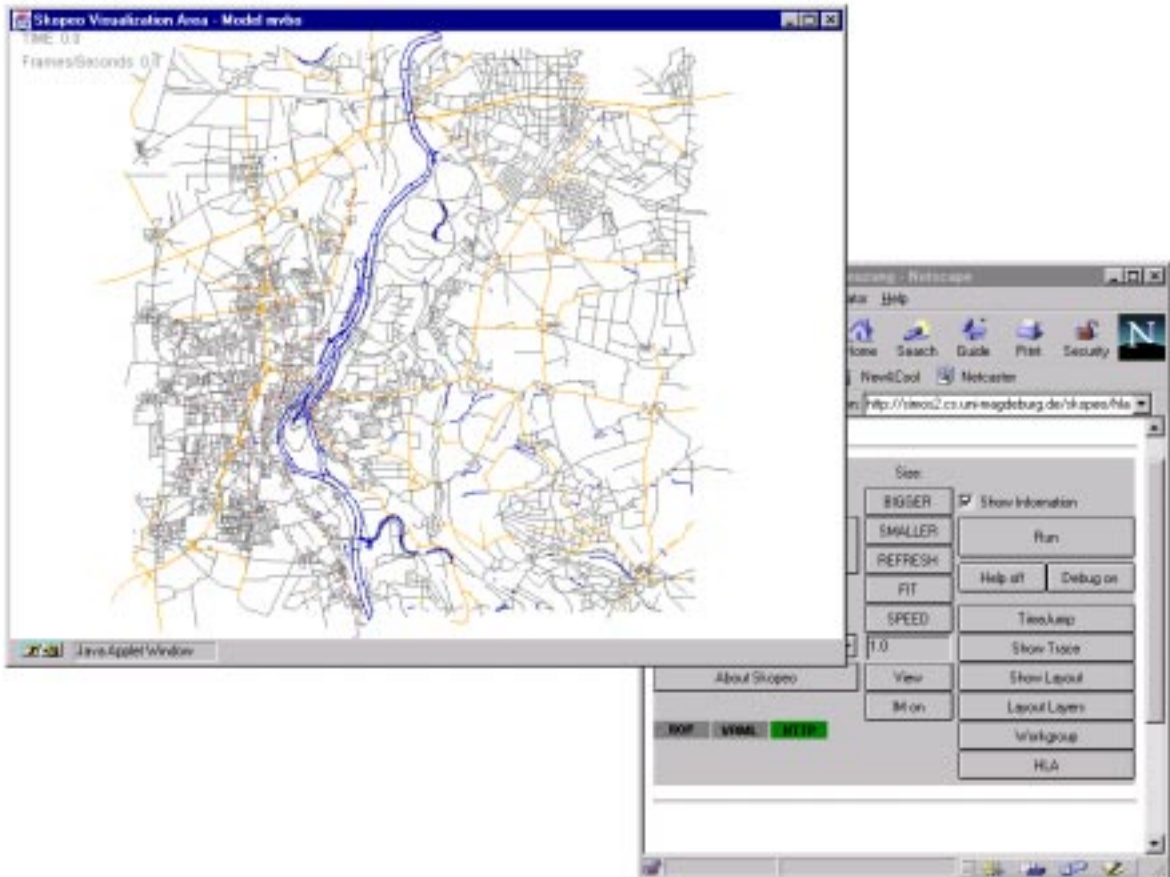 Skopeo Visualization Area - Model mvbo
TIME 0.0
Frames/Seconds 0.0
Java Applet Window
- Netscape
Help
Home Search Guide Print Security
N
New&Cool Netcaster
http://simos2.cs.uni-magdeburg.de/skopeo/hla
Size:
BIGGER Show Information
SMALLER Run
REFRESH
FIT Help off Debug on
SPEED TimeJump
1.0 Show Trace
About Skopeo View Show Layout
IM on Layout Layers
VRML HTTP Workgroup
HLA